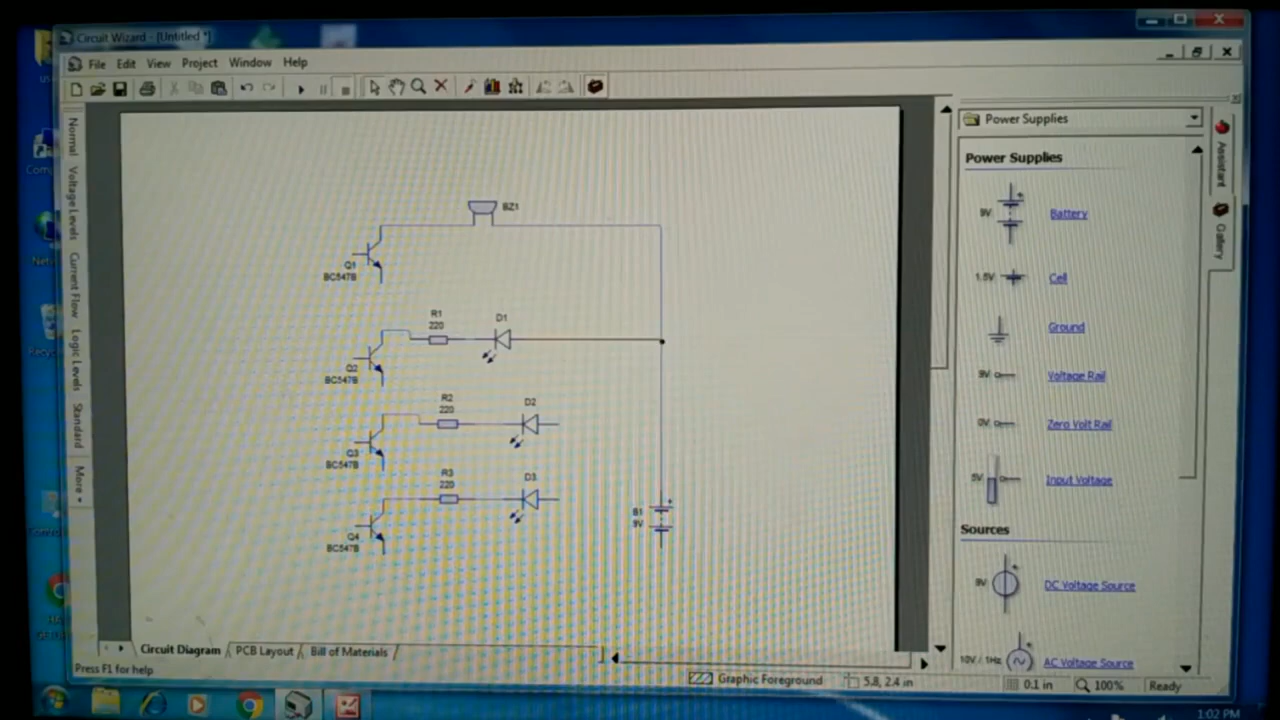 Circuit Wizard - [Untitled *]
File Edit View Project Window Help
Normal
Voltage Levels
Current Flow
Logic Levels
Standard
More
Power Supplies
Power Supplies
9V Battery
1.5V Cell
Ground
9V Voltage Rail
0V Zero Volt Rail
5V Input Voltage
Sources
9V DC Voltage Source
10V / 1Hz AC Voltage Source
Assistant
Gallery
BZ1
Q1
BC547B
R1
220
D1
Q2
BC547B
R2
220
D2
Q3
BC547B
R3
220
D3
Q4
BC547B
B1
9V
Circuit Diagram PCB Layout Bill of Materials
Press F1 for help
Graphic Foreground 5.8, 2.4 in 0.1 in 100% Ready
1:02 PM